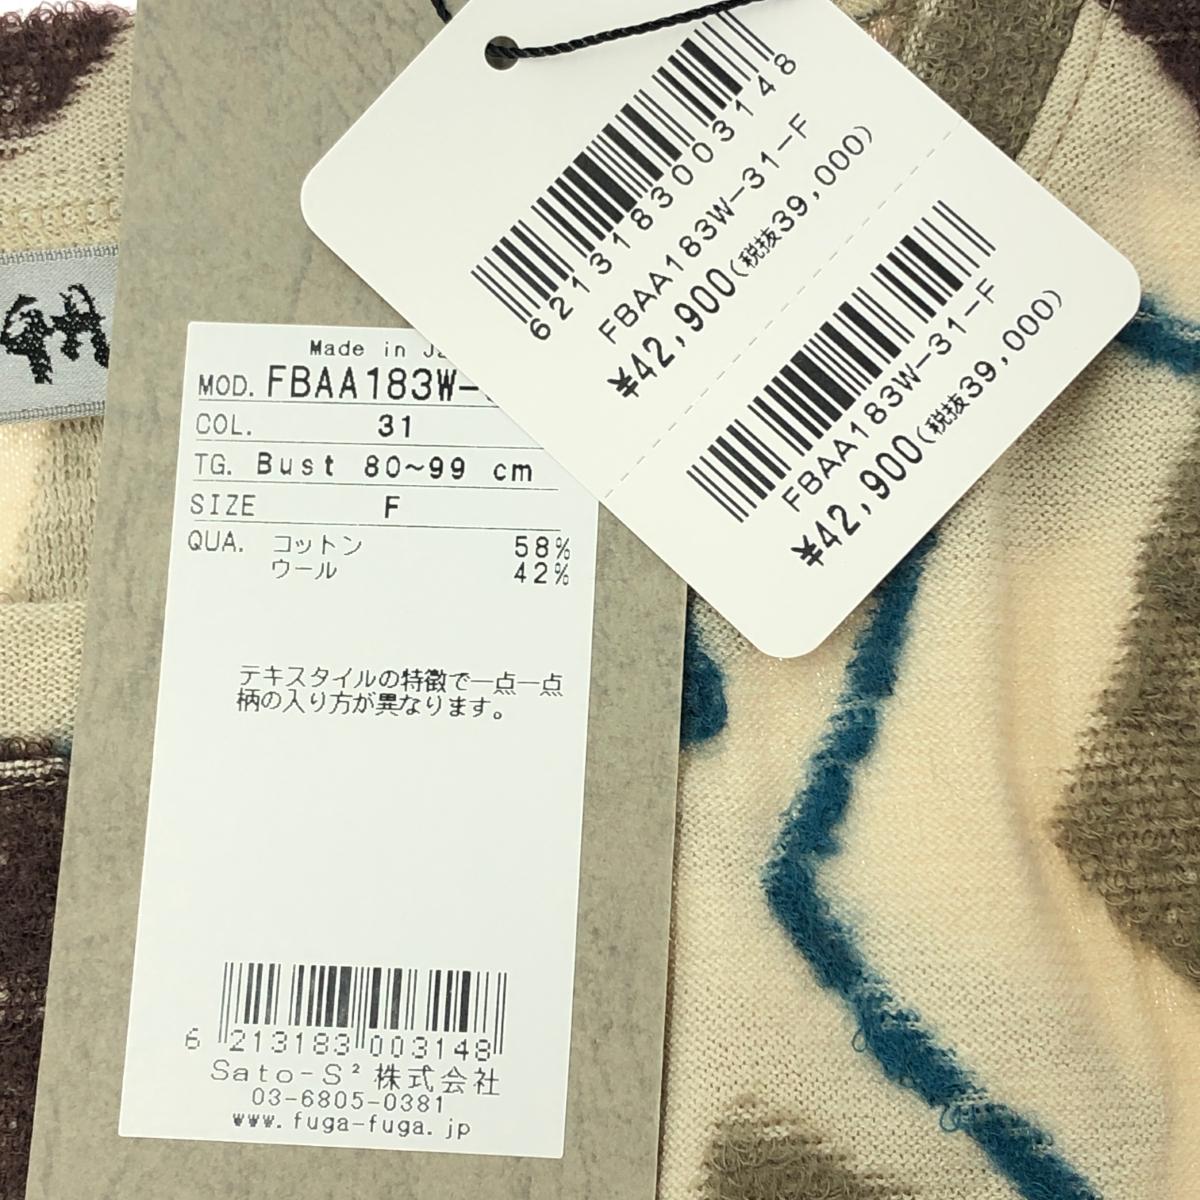 6213183003148
FBAA183W-31-F
¥42,900(税抜39,000)
FBAA183W-31-F
¥42,900(税抜39,000)
Made in
MOD. FBAA183W-
COL. 31
TG. Bust 80~99 cm
SIZE F
QUA. コットン 58%
ウール 42%
テキスタイルの特徴で一点一点
柄の入り方が異なります。
6 213183 003148
Sato-S² 株式会社
03-6805-0381
www.fuga-fuga.jp